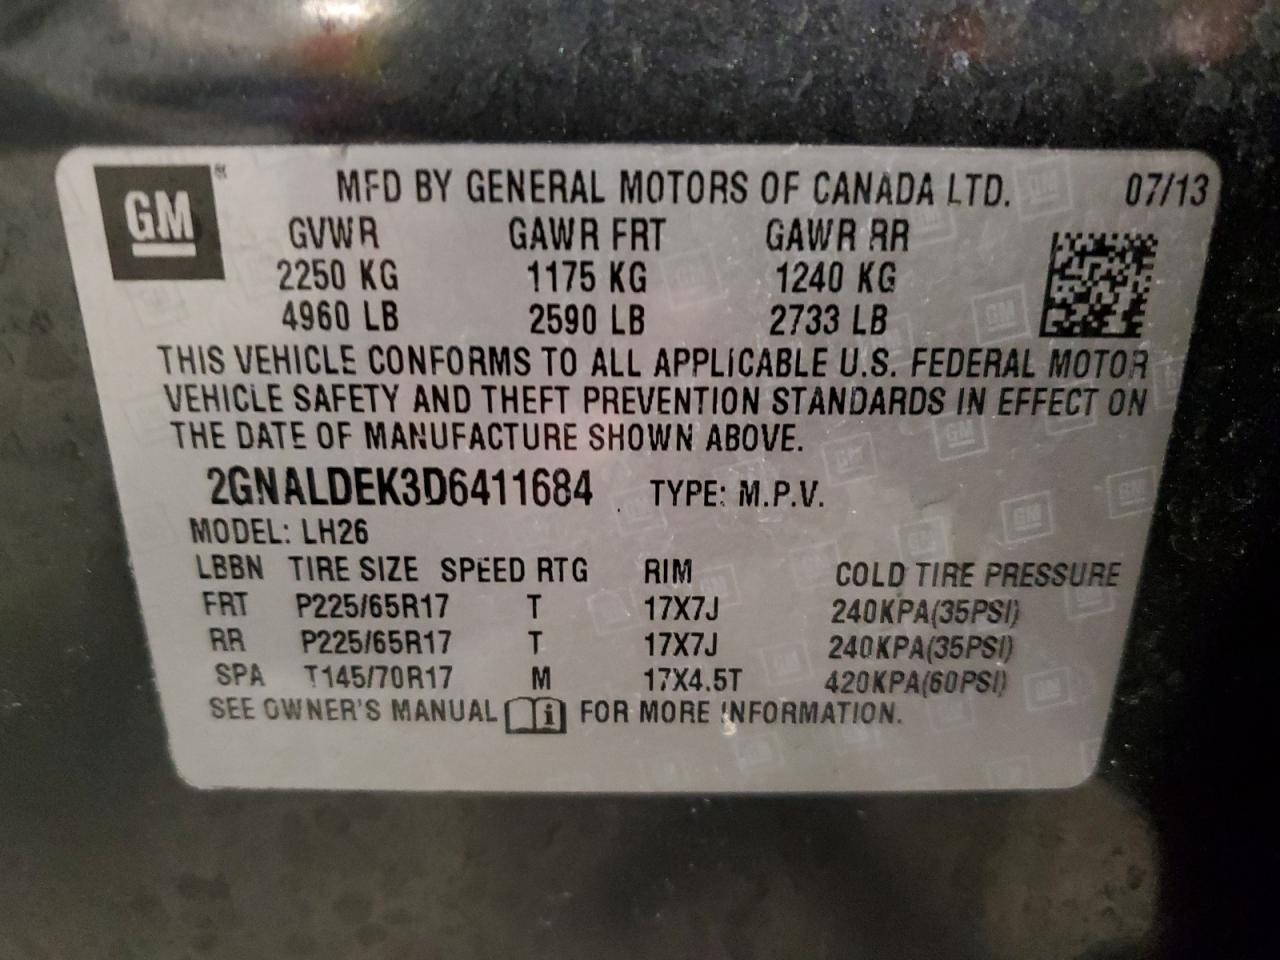 GM® MFD BY GENERAL MOTORS OF CANADA LTD. 07/13
GVWR GAWR FRT GAWR RR
2250 KG 1175 KG 1240 KG
4960 LB 2590 LB 2733 LB
THIS VEHICLE CONFORMS TO ALL APPLICABLE U.S. FEDERAL MOTOR
VEHICLE SAFETY AND THEFT PREVENTION STANDARDS IN EFFECT ON
THE DATE OF MANUFACTURE SHOWN ABOVE.
2GNALDEK3D6411684 TYPE: M.P.V.
MODEL: LH26
LBBN TIRE SIZE SPEED RTG RIM COLD TIRE PRESSURE
FRT P225/65R17 T 17X7J 240KPA(35PSI)
RR P225/65R17 T 17X7J 240KPA(35PSI)
SPA T145/70R17 M 17X4.5T 420KPA(60PSI)
SEE OWNER'S MANUAL i FOR MORE INFORMATION.